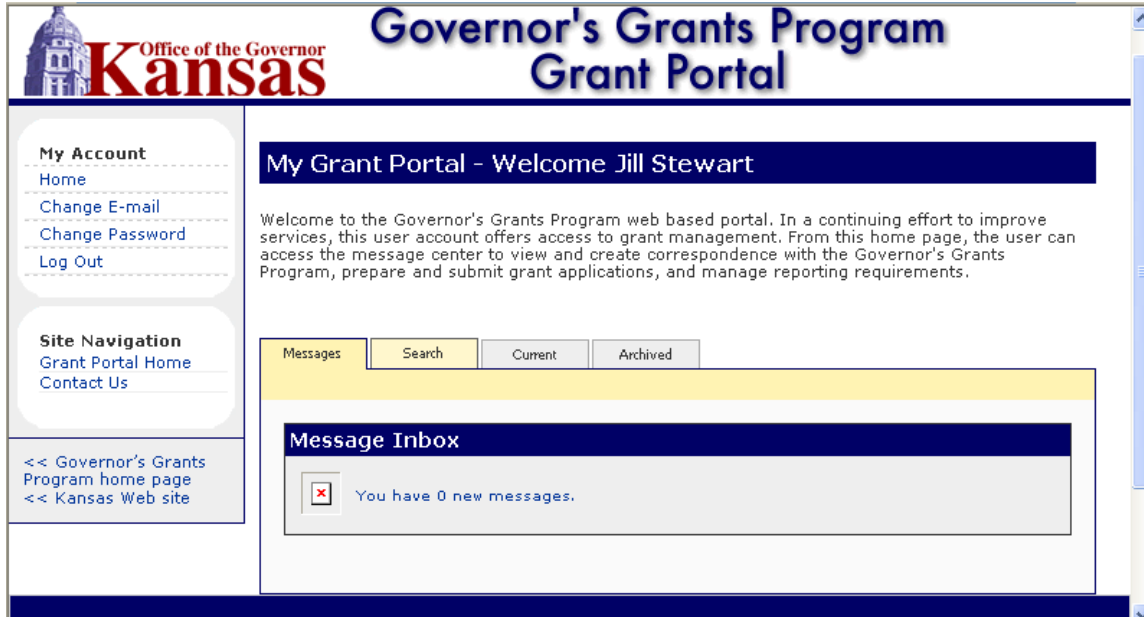 Office of the Governor
Kansas
Governor's Grants Program
Grant Portal
My Account
Home
Change E-mail
Change Password
Log Out
Site Navigation
Grant Portal Home
Contact Us
<< Governor's Grants
Program home page
<< Kansas Web site
My Grant Portal - Welcome Jill Stewart
Welcome to the Governor's Grants Program web based portal. In a continuing effort to improve
services, this user account offers access to grant management. From this home page, the user can
access the message center to view and create correspondence with the Governor's Grants
Program, prepare and submit grant applications, and manage reporting requirements.
Messages Search Current Archived
Message Inbox
You have 0 new messages.